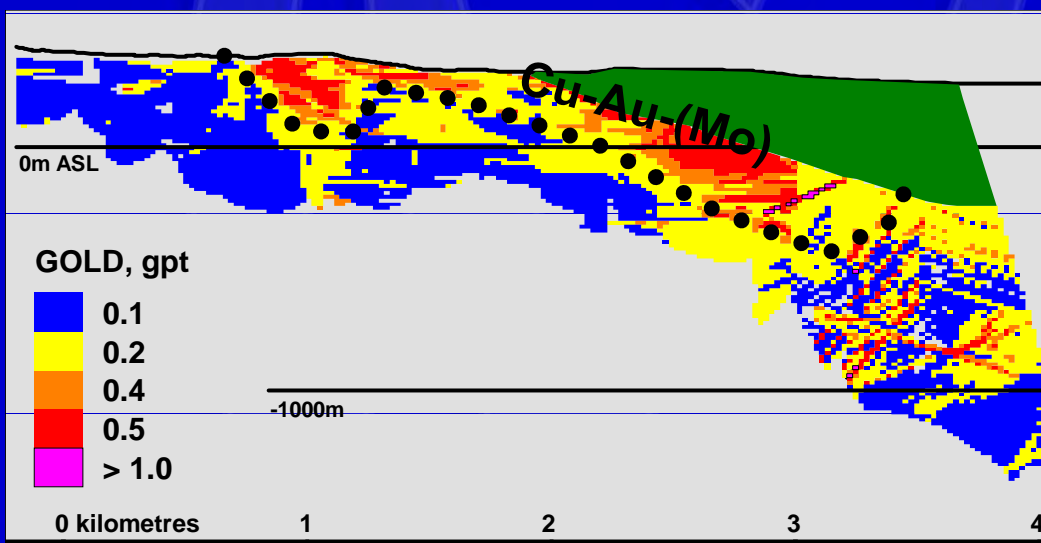 Cu-Au-(Mo)
0m ASL
GOLD, gpt
0.1
0.2
0.4
0.5
> 1.0
-1000m
0 kilometres 1 2 3 4